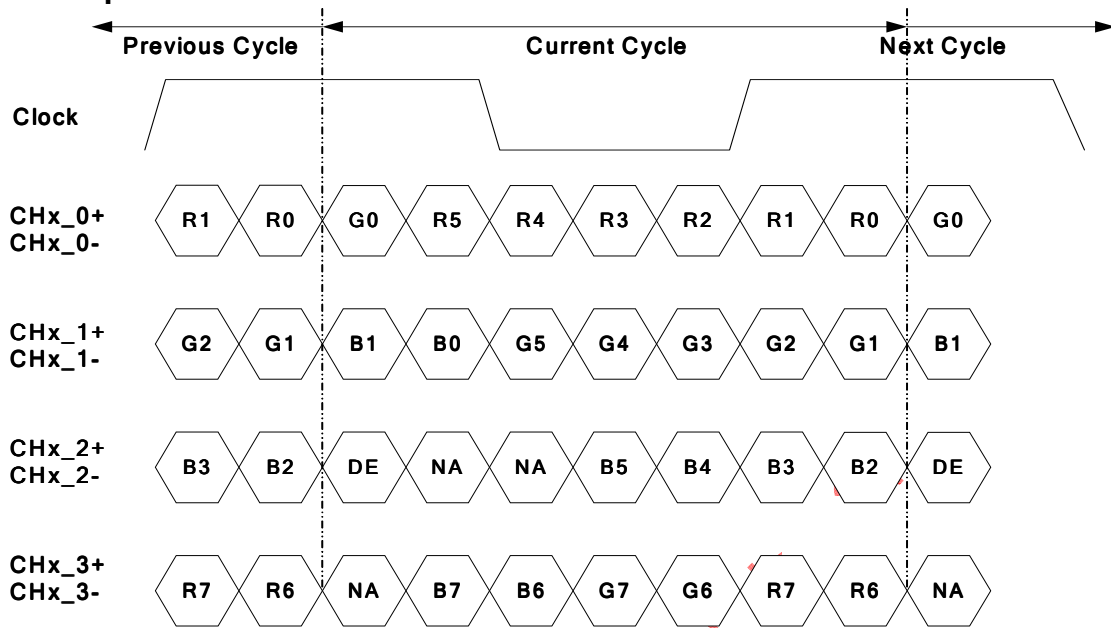 Previous Cycle Current Cycle Next Cycle
Clock
CHx_0+
CHx_0-
R1 R0 G0 R5 R4 R3 R2 R1 R0 G0
CHx_1+
CHx_1-
G2 G1 B1 B0 G5 G4 G3 G2 G1 B1
CHx_2+
CHx_2-
B3 B2 DE NA NA B5 B4 B3 B2 DE
CHx_3+
CHx_3-
R7 R6 NA B7 B6 G7 G6 R7 R6 NA